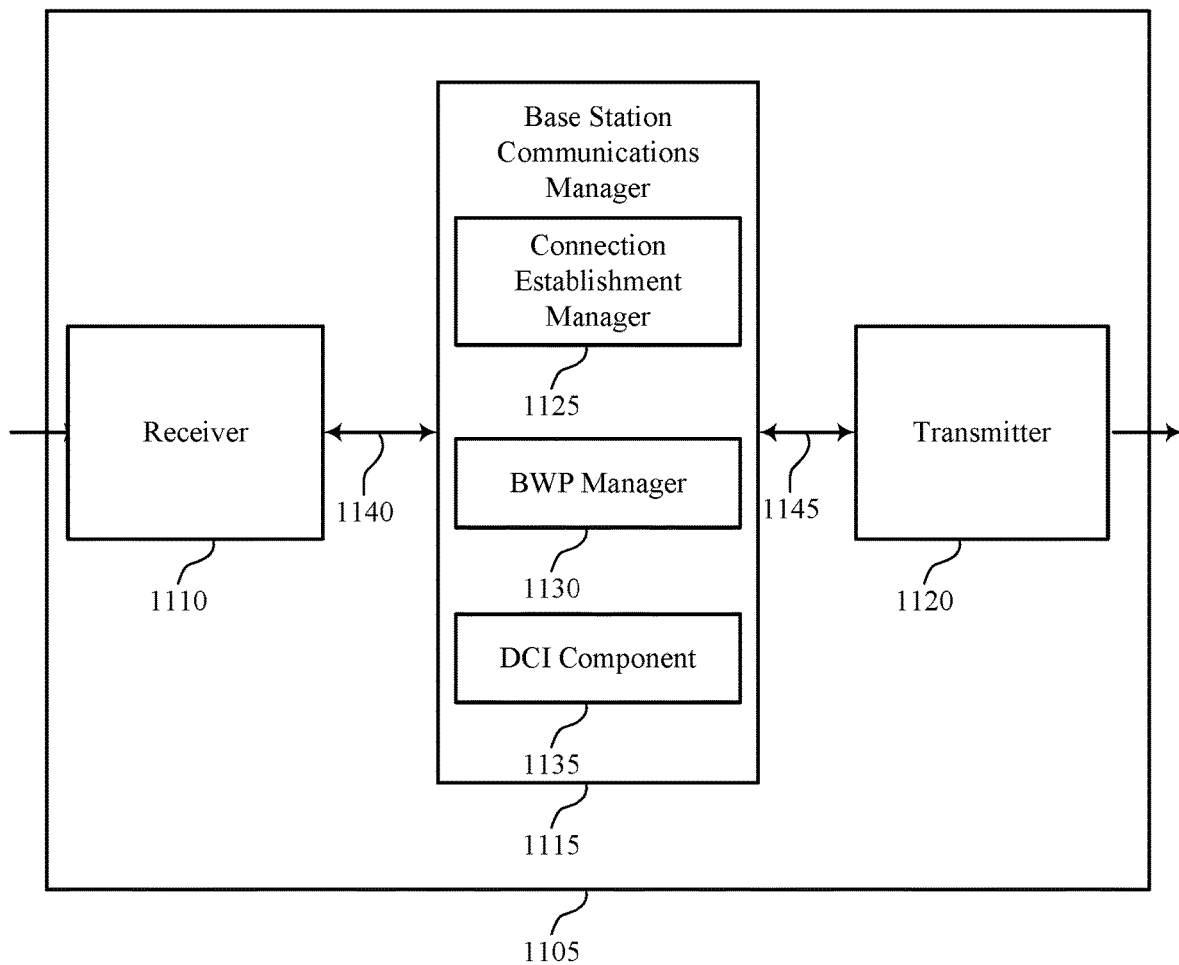 Base Station
Communications
Manager
Connection
Establishment
Manager
1125
Receiver
1110
1140
BWP Manager
1130
1145
Transmitter
1120
DCI Component
1135
1115
1105